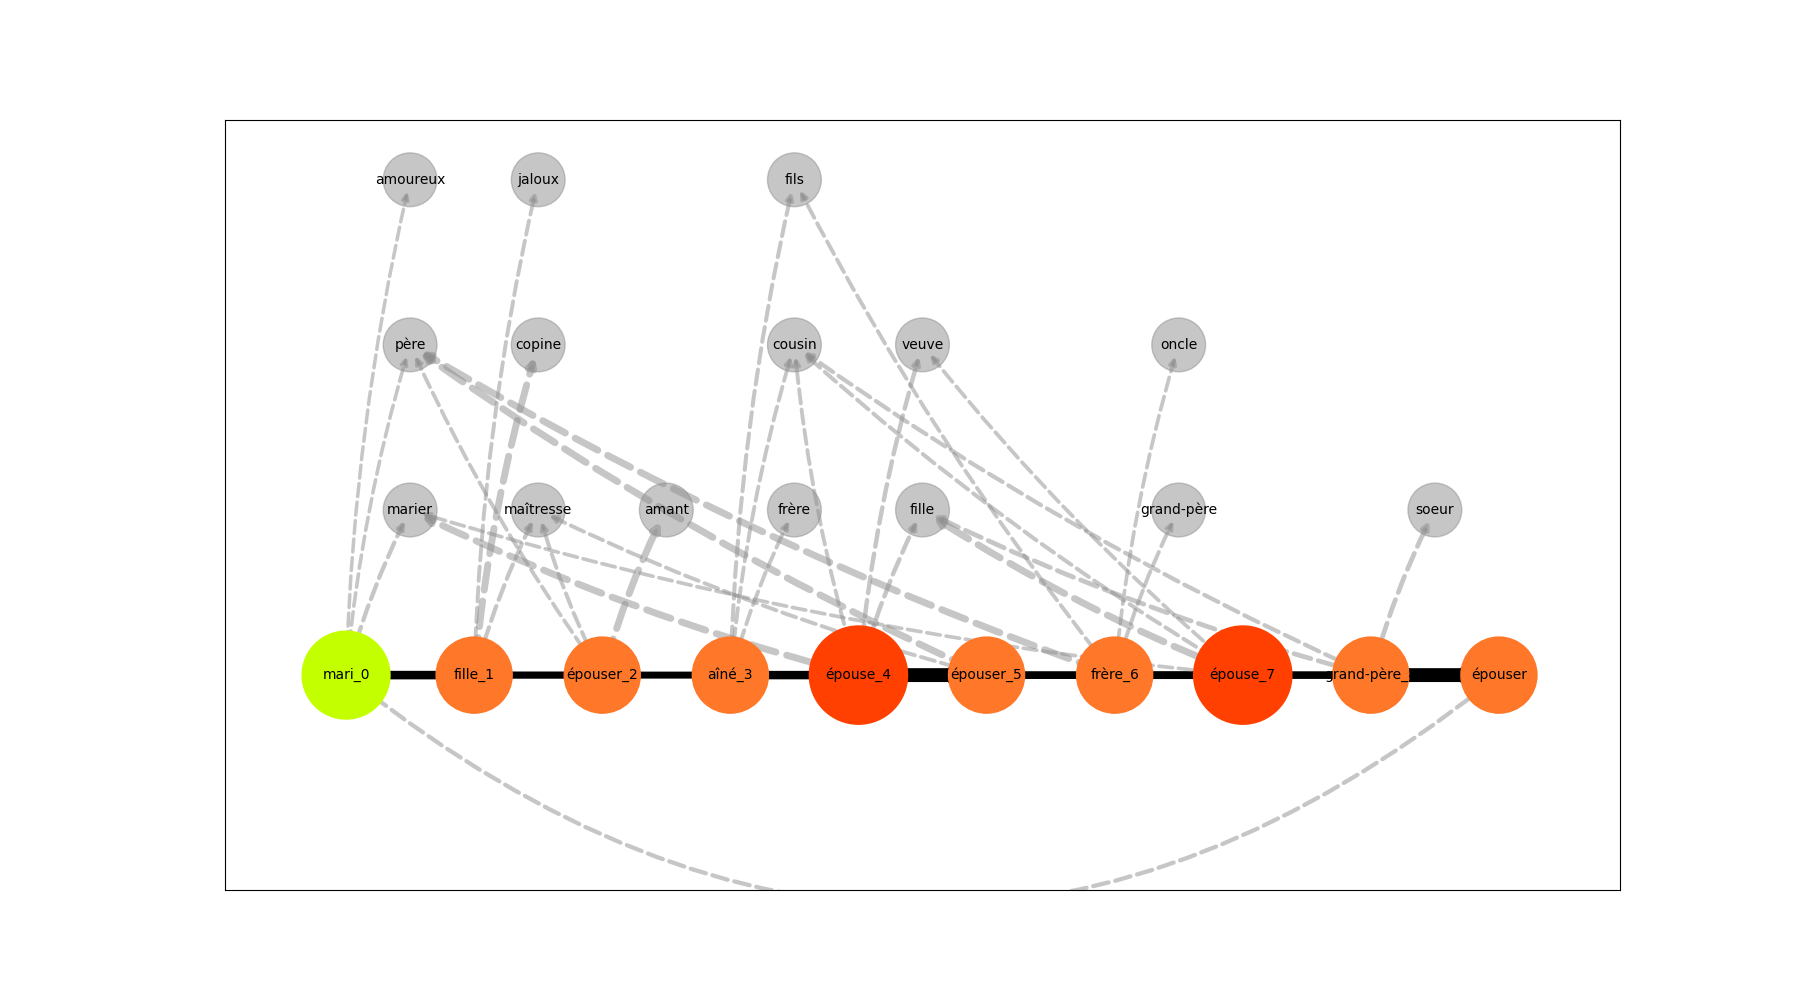 amoureux jaloux fils
père copine cousin veuve oncle
marier maîtresse amant frère fille grand-père soeur
mari_0 fille_1 épouser_2 aîné_3 épouse_4 épouser_5 frère_6 épouse_7 grand-père_ épouser